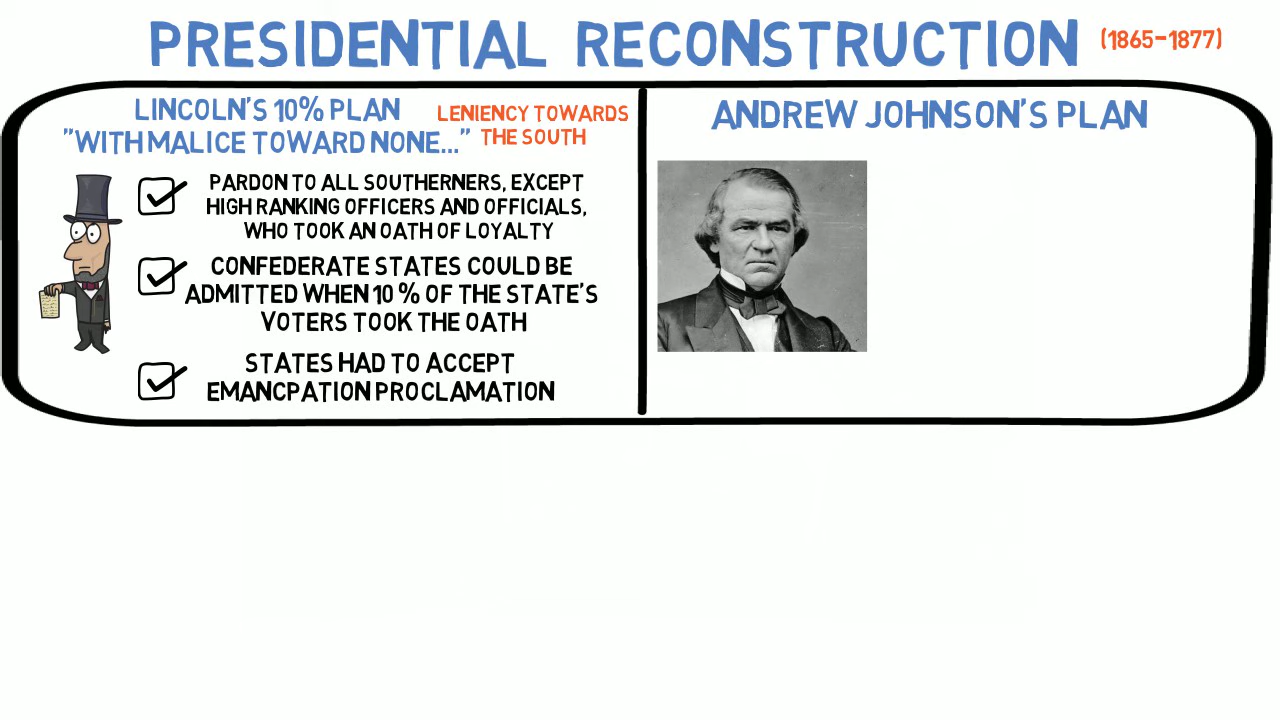 PRESIDENTIAL RECONSTRUCTION (1865-1877)
LINCOLN'S 10% PLAN
"WITH MALICE TOWARD NONE..."
LENIENCY TOWARDS
THE SOUTH
PARDON TO ALL SOUTHERNERS, EXCEPT
HIGH RANKING OFFICERS AND OFFICIALS,
WHO TOOK AN OATH OF LOYALTY
CONFEDERATE STATES COULD BE
ADMITTED WHEN 10 % OF THE STATE'S
VOTERS TOOK THE OATH
STATES HAD TO ACCEPT
EMANCPATION PROCLAMATION
ANDREW JOHNSON'S PLAN